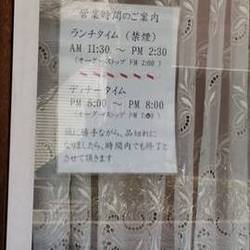 営業時間のご案内
ランチタイム（禁煙）
AM 11:30 ～ PM 2:30
（オーダーストップ PM 2:00）
ディナータイム
PM 5:00 ～ PM 8:00
（オーダーストップ PM
誠に勝手ながら、品切れに
なりましたら、時間内でも終了と
させて頂きます